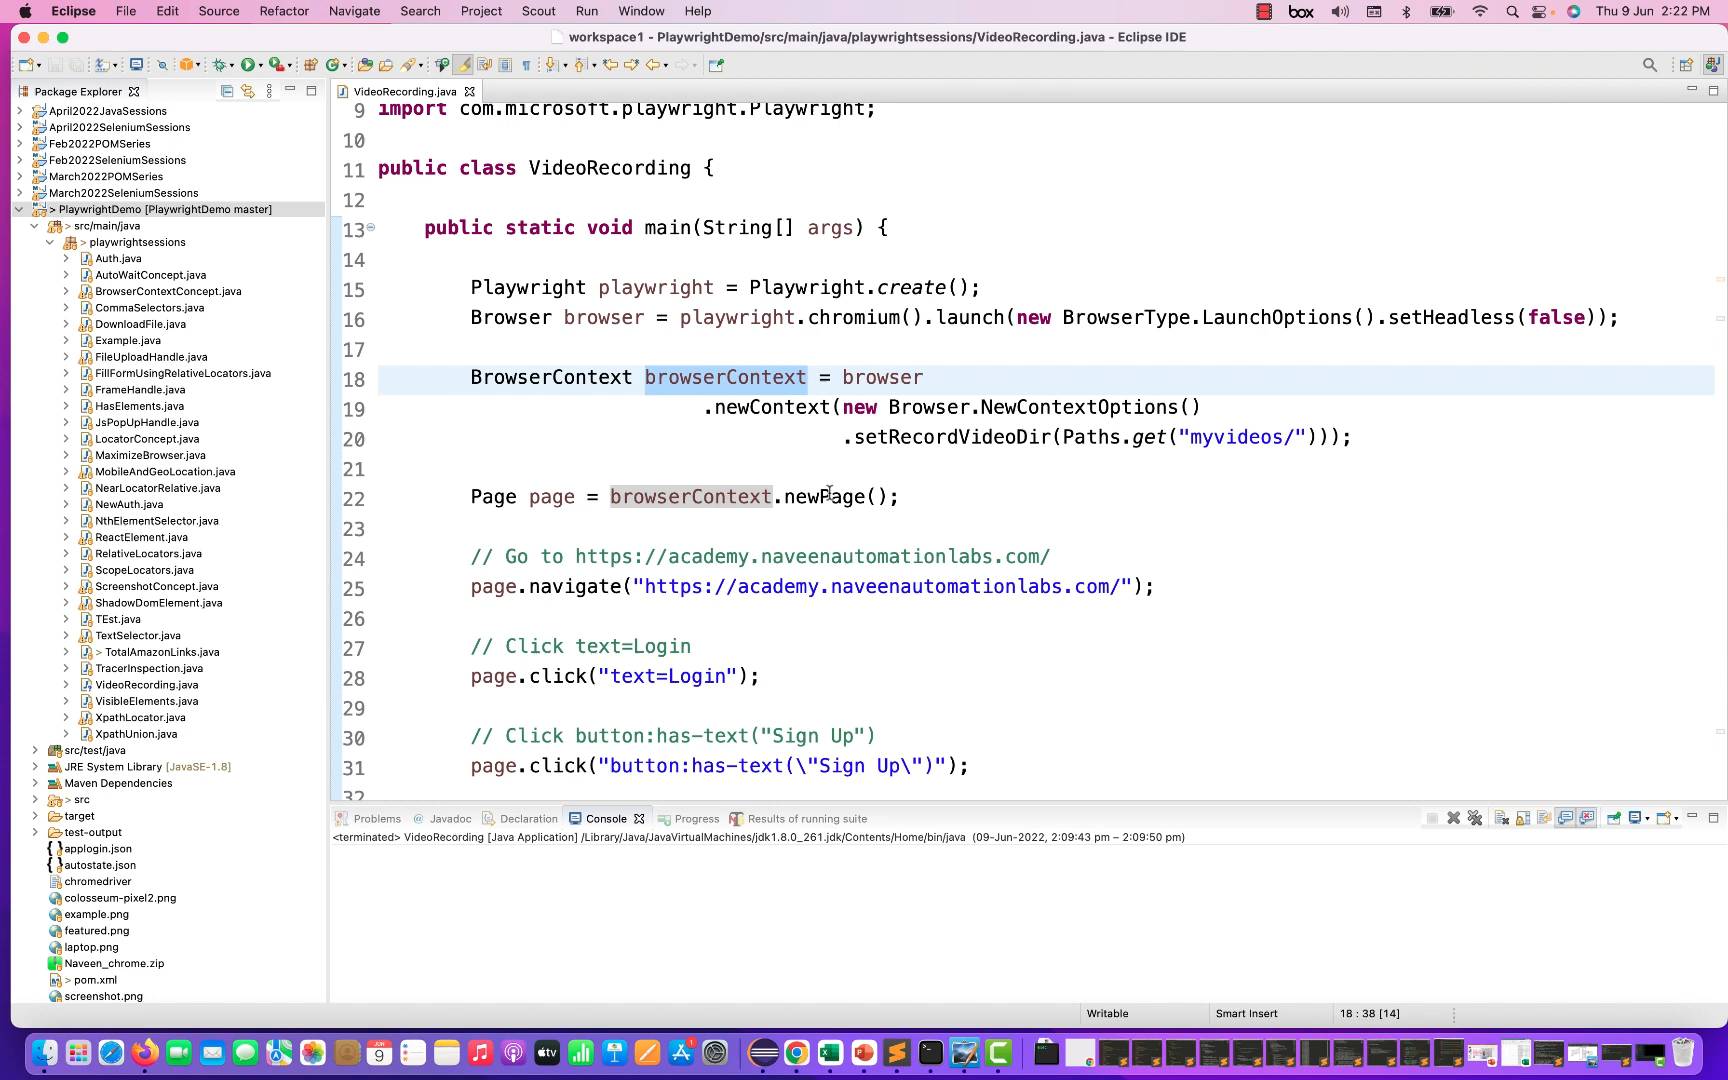 Eclipse File Edit Source Refactor Navigate Search Project Scout Run Window Help box Thu 9 Jun 2:22 PM
workspace1 - PlaywrightDemo/src/main/java/playwrightsessions/VideoRecording.java - Eclipse IDE
Package Explorer
April2022JavaSessions
April2022SeleniumSessions
Feb2022POMSeries
Feb2022SeleniumSessions
March2022POMSeries
March2022SeleniumSessions
> PlaywrightDemo [PlaywrightDemo master]
> src/main/java
> playwrightsessions
Auth.java
AutoWaitConcept.java
BrowserContextConcept.java
CommaSelectors.java
DownloadFile.java
Example.java
FileUploadHandle.java
FillFormUsingRelativeLocators.java
FrameHandle.java
HasElements.java
JsPopUpHandle.java
LocatorConcept.java
MaximizeBrowser.java
MobileAndGeoLocation.java
NearLocatorRelative.java
NewAuth.java
NthElementSelector.java
ReactElement.java
RelativeLocators.java
ScopeLocators.java
ScreenshotConcept.java
ShadowDomElement.java
TEst.java
TextSelector.java
> TotalAmazonLinks.java
TracerInspection.java
VideoRecording.java
VisibleElements.java
XpathLocator.java
XpathUnion.java
src/test/java
JRE System Library [JavaSE-1.8]
Maven Dependencies
> src
target
test-output
applogin.json
autostate.json
chromedriver
colosseum-pixel2.png
example.png
featured.png
laptop.png
Naveen_chrome.zip
> pom.xml
screenshot.png
VideoRecording.java
9 import com.microsoft.playwright.Playwright;
10
11 public class VideoRecording {
12
13 public static void main(String[] args) {
14
15 Playwright playwright = Playwright.create();
16 Browser browser = playwright.chromium().launch(new BrowserType.LaunchOptions().setHeadless(false));
17
18 BrowserContext browserContext = browser
19 .newContext(new Browser.NewContextOptions()
20 .setRecordVideoDir(Paths.get("myvideos/")));
21
22 Page page = browserContext.newPage();
23
24 // Go to https://academy.naveenautomationlabs.com/
25 page.navigate("https://academy.naveenautomationlabs.com/");
26
27 // Click text=Login
28 page.click("text=Login");
29
30 // Click button:has-text("Sign Up")
31 page.click("button:has-text(\"Sign Up\")");
32
Problems Javadoc Declaration Console Progress Results of running suite
<terminated> VideoRecording [Java Application] /Library/Java/JavaVirtualMachines/jdk1.8.0_261.jdk/Contents/Home/bin/java (09-Jun-2022, 2:09:43 pm – 2:09:50 pm)
Writable Smart Insert 18 : 38 [14]
JUN
9 tv 1